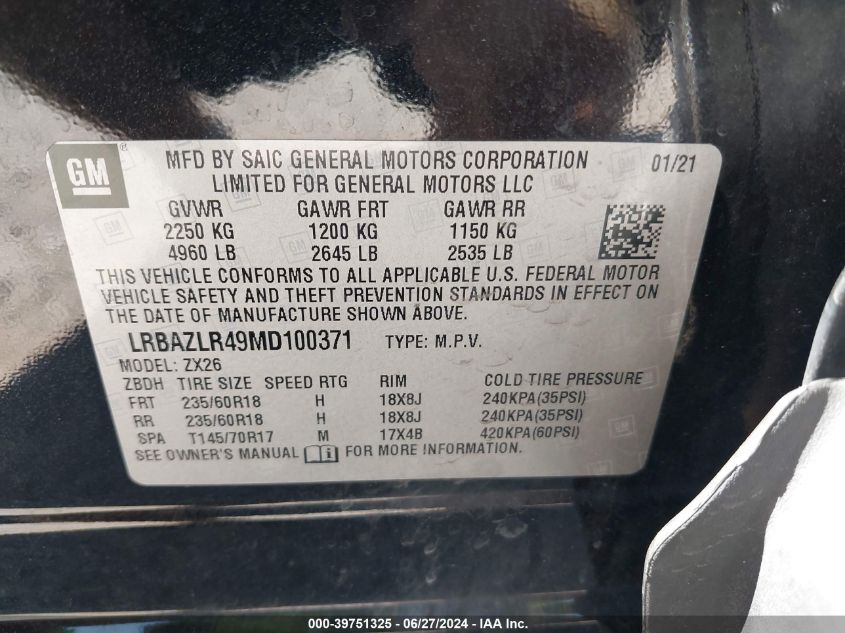 GM ®
MFD BY SAIC GENERAL MOTORS CORPORATION 01/21
LIMITED FOR GENERAL MOTORS LLC
GVWR GAWR FRT GAWR RR
2250 KG 1200 KG 1150 KG
4960 LB 2645 LB 2535 LB
THIS VEHICLE CONFORMS TO ALL APPLICABLE U.S. FEDERAL MOTOR
VEHICLE SAFETY AND THEFT PREVENTION STANDARDS IN EFFECT ON
THE DATE OF MANUFACTURE SHOWN ABOVE.
LRBAZLR49MD100371 TYPE: M.P.V.
MODEL: ZX26
ZBDH TIRE SIZE SPEED RTG RIM COLD TIRE PRESSURE
FRT 235/60R18 H 18X8J 240KPA(35PSI)
RR 235/60R18 H 18X8J 240KPA(35PSI)
SPA T145/70R17 M 17X4B 420KPA(60PSI)
SEE OWNER'S MANUAL i FOR MORE INFORMATION.
000-39751325 - 06/27/2024 - IAA, Inc.